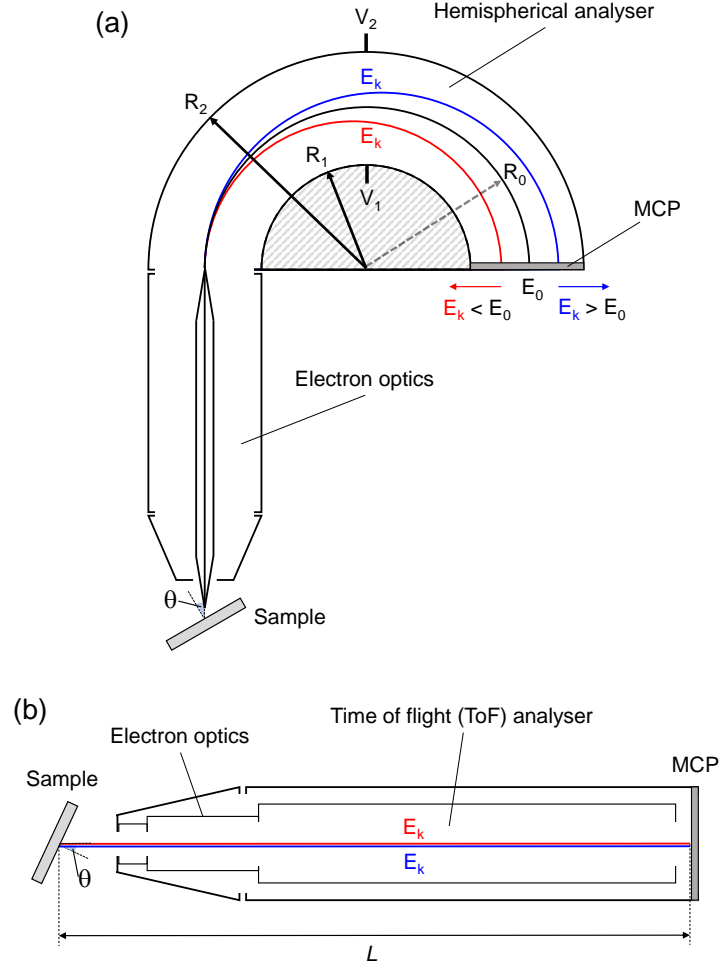 (a)
V₂
Hemispherical analyser
R₂
Eₖ
Eₖ
R₁
V₁
R₀
MCP
E₀
Eₖ < E₀
Eₖ > E₀
Electron optics
θ
Sample
(b)
Time of flight (ToF) analyser
Electron optics
Sample
MCP
Eₖ
Eₖ
θ
L